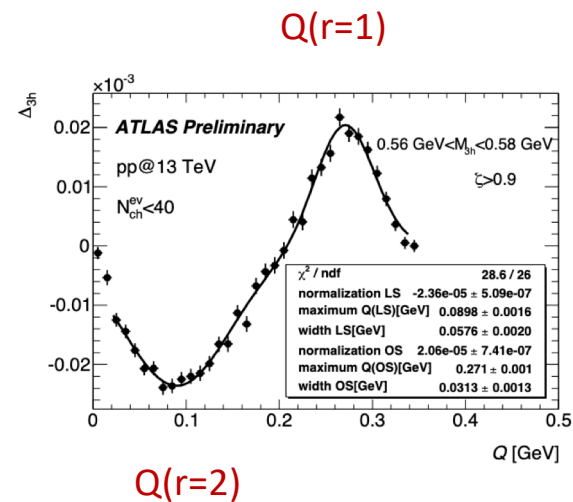 Q(r=1)
×10⁻³
Δ₃ₕ
ATLAS Preliminary
0.56 GeV<M₃ₕ<0.58 GeV
pp@13 TeV
ζ>0.9
N_ch^ev<40
0.02
0.01
0
-0.01
-0.02
χ² / ndf 28.6 / 26
normalization LS -2.36e-05 ± 5.09e-07
maximum Q(LS)[GeV] 0.0898 ± 0.0016
width LS[GeV] 0.0576 ± 0.0020
normalization OS 2.06e-05 ± 7.41e-07
maximum Q(OS)[GeV] 0.271 ± 0.001
width OS[GeV] 0.0313 ± 0.0013
0 0.1 0.2 0.3 0.4 0.5
Q [GeV]
Q(r=2)